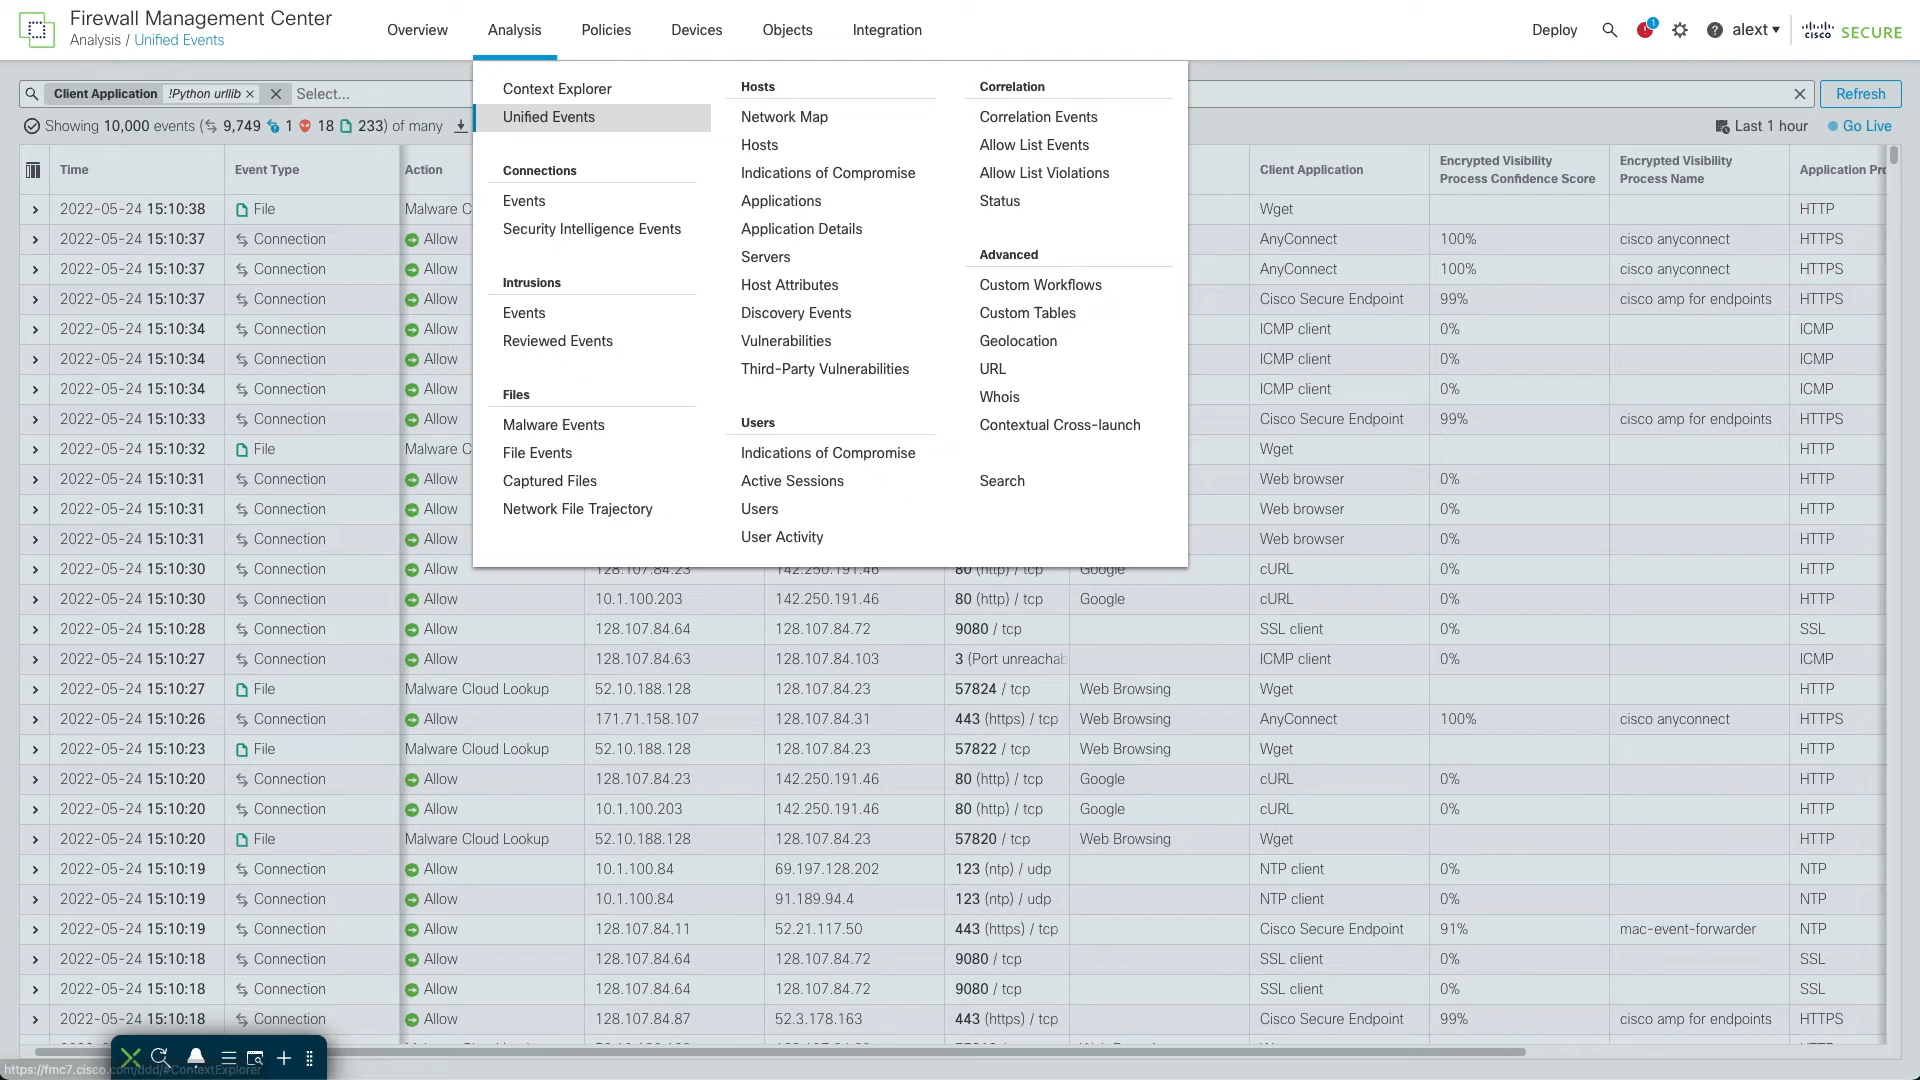 Firewall Management Center
Analysis / Unified Events
Overview Analysis Policies Devices Objects Integration
Deploy 1 ? alext cisco SECURE
Client Application !Python urllib × Select... Refresh
Showing 10,000 events (9,749 1 18 233) of many
Last 1 hour Go Live
Context Explorer
Unified Events
Connections
Events
Security Intelligence Events
Intrusions
Events
Reviewed Events
Files
Malware Events
File Events
Captured Files
Network File Trajectory
Hosts
Network Map
Hosts
Indications of Compromise
Applications
Application Details
Servers
Host Attributes
Discovery Events
Vulnerabilities
Third-Party Vulnerabilities
Users
Indications of Compromise
Active Sessions
Users
User Activity
Correlation
Correlation Events
Allow List Events
Allow List Violations
Status
Advanced
Custom Workflows
Custom Tables
Geolocation
URL
Whois
Contextual Cross-launch
Search
Time Event Type Action Client Application Encrypted Visibility Process Confidence Score Encrypted Visibility Process Name Application Pro
2022-05-24 15:10:38 File Malware C Wget HTTP
2022-05-24 15:10:37 Connection Allow AnyConnect 100% cisco anyconnect HTTPS
2022-05-24 15:10:37 Connection Allow AnyConnect 100% cisco anyconnect HTTPS
2022-05-24 15:10:37 Connection Allow Cisco Secure Endpoint 99% cisco amp for endpoints HTTPS
2022-05-24 15:10:34 Connection Allow ICMP client 0% ICMP
2022-05-24 15:10:34 Connection Allow ICMP client 0% ICMP
2022-05-24 15:10:34 Connection Allow ICMP client 0% ICMP
2022-05-24 15:10:33 Connection Allow Cisco Secure Endpoint 99% cisco amp for endpoints HTTPS
2022-05-24 15:10:32 File Malware C Wget HTTP
2022-05-24 15:10:31 Connection Allow Web browser 0% HTTP
2022-05-24 15:10:31 Connection Allow Web browser 0% HTTP
2022-05-24 15:10:31 Connection Allow Web browser 0% HTTP
2022-05-24 15:10:30 Connection Allow 128.107.84.23 142.250.191.46 80 (http) / tcp Google cURL 0% HTTP
2022-05-24 15:10:30 Connection Allow 10.1.100.203 142.250.191.46 80 (http) / tcp Google cURL 0% HTTP
2022-05-24 15:10:28 Connection Allow 128.107.84.64 128.107.84.72 9080 / tcp SSL client 0% SSL
2022-05-24 15:10:27 Connection Allow 128.107.84.63 128.107.84.103 3 (Port unreachab ICMP client 0% ICMP
2022-05-24 15:10:27 File Malware Cloud Lookup 52.10.188.128 128.107.84.23 57824 / tcp Web Browsing Wget HTTP
2022-05-24 15:10:26 Connection Allow 171.71.158.107 128.107.84.31 443 (https) / tcp Web Browsing AnyConnect 100% cisco anyconnect HTTPS
2022-05-24 15:10:23 File Malware Cloud Lookup 52.10.188.128 128.107.84.23 57822 / tcp Web Browsing Wget HTTP
2022-05-24 15:10:20 Connection Allow 128.107.84.23 142.250.191.46 80 (http) / tcp Google cURL 0% HTTP
2022-05-24 15:10:20 Connection Allow 10.1.100.203 142.250.191.46 80 (http) / tcp Google cURL 0% HTTP
2022-05-24 15:10:20 File Malware Cloud Lookup 52.10.188.128 128.107.84.23 57820 / tcp Web Browsing Wget HTTP
2022-05-24 15:10:19 Connection Allow 10.1.100.84 69.197.128.202 123 (ntp) / udp NTP client 0% NTP
2022-05-24 15:10:19 Connection Allow 10.1.100.84 91.189.94.4 123 (ntp) / udp NTP client 0% NTP
2022-05-24 15:10:19 Connection Allow 128.107.84.11 52.21.117.50 443 (https) / tcp Cisco Secure Endpoint 91% mac-event-forwarder NTP
2022-05-24 15:10:18 Connection Allow 128.107.84.64 128.107.84.72 9080 / tcp SSL client 0% SSL
2022-05-24 15:10:18 Connection Allow 128.107.84.64 128.107.84.72 9080 / tcp SSL client 0% SSL
2022-05-24 15:10:18 Connection Allow 128.107.84.87 52.3.178.163 443 (https) / tcp Cisco Secure Endpoint 99% cisco amp for endpoints HTTPS
https://fmc7.cisco.com/ddd/#ContextExplorer